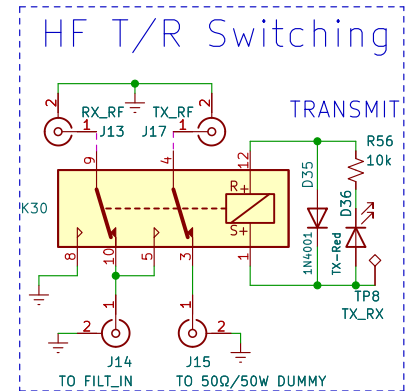 HF T/R Switching
2 RX_RF TX_RF 2
TRANSMIT
1 J13 J17 1
9 4 12 D35 R56
10k
K30 R+ D36
S+
1N4001 TX-Red
8 10 5 3 1
TP8
TX_RX
1 1
2 2
J14 J15
TO FILT_IN TO 50Ω/50W DUMMY